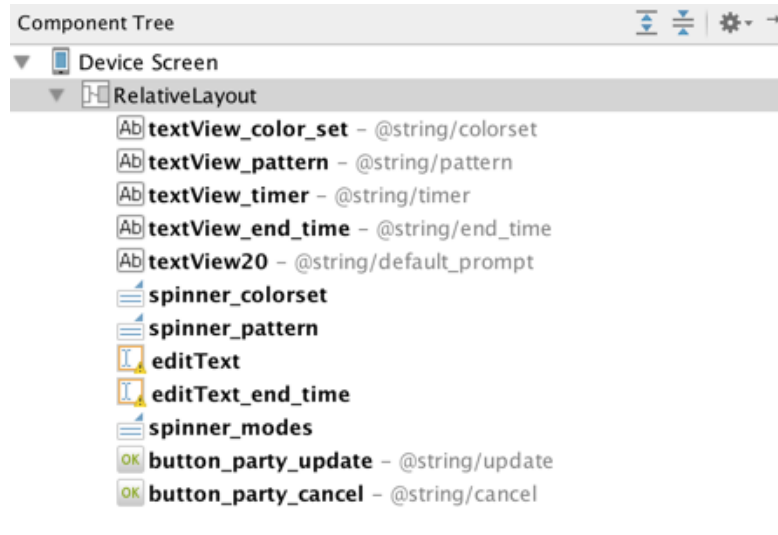 Component Tree
Device Screen
RelativeLayout
Ab textView_color_set – @string/colorset
Ab textView_pattern – @string/pattern
Ab textView_timer – @string/timer
Ab textView_end_time – @string/end_time
Ab textView20 – @string/default_prompt
spinner_colorset
spinner_pattern
editText
editText_end_time
spinner_modes
OK button_party_update – @string/update
OK button_party_cancel – @string/cancel